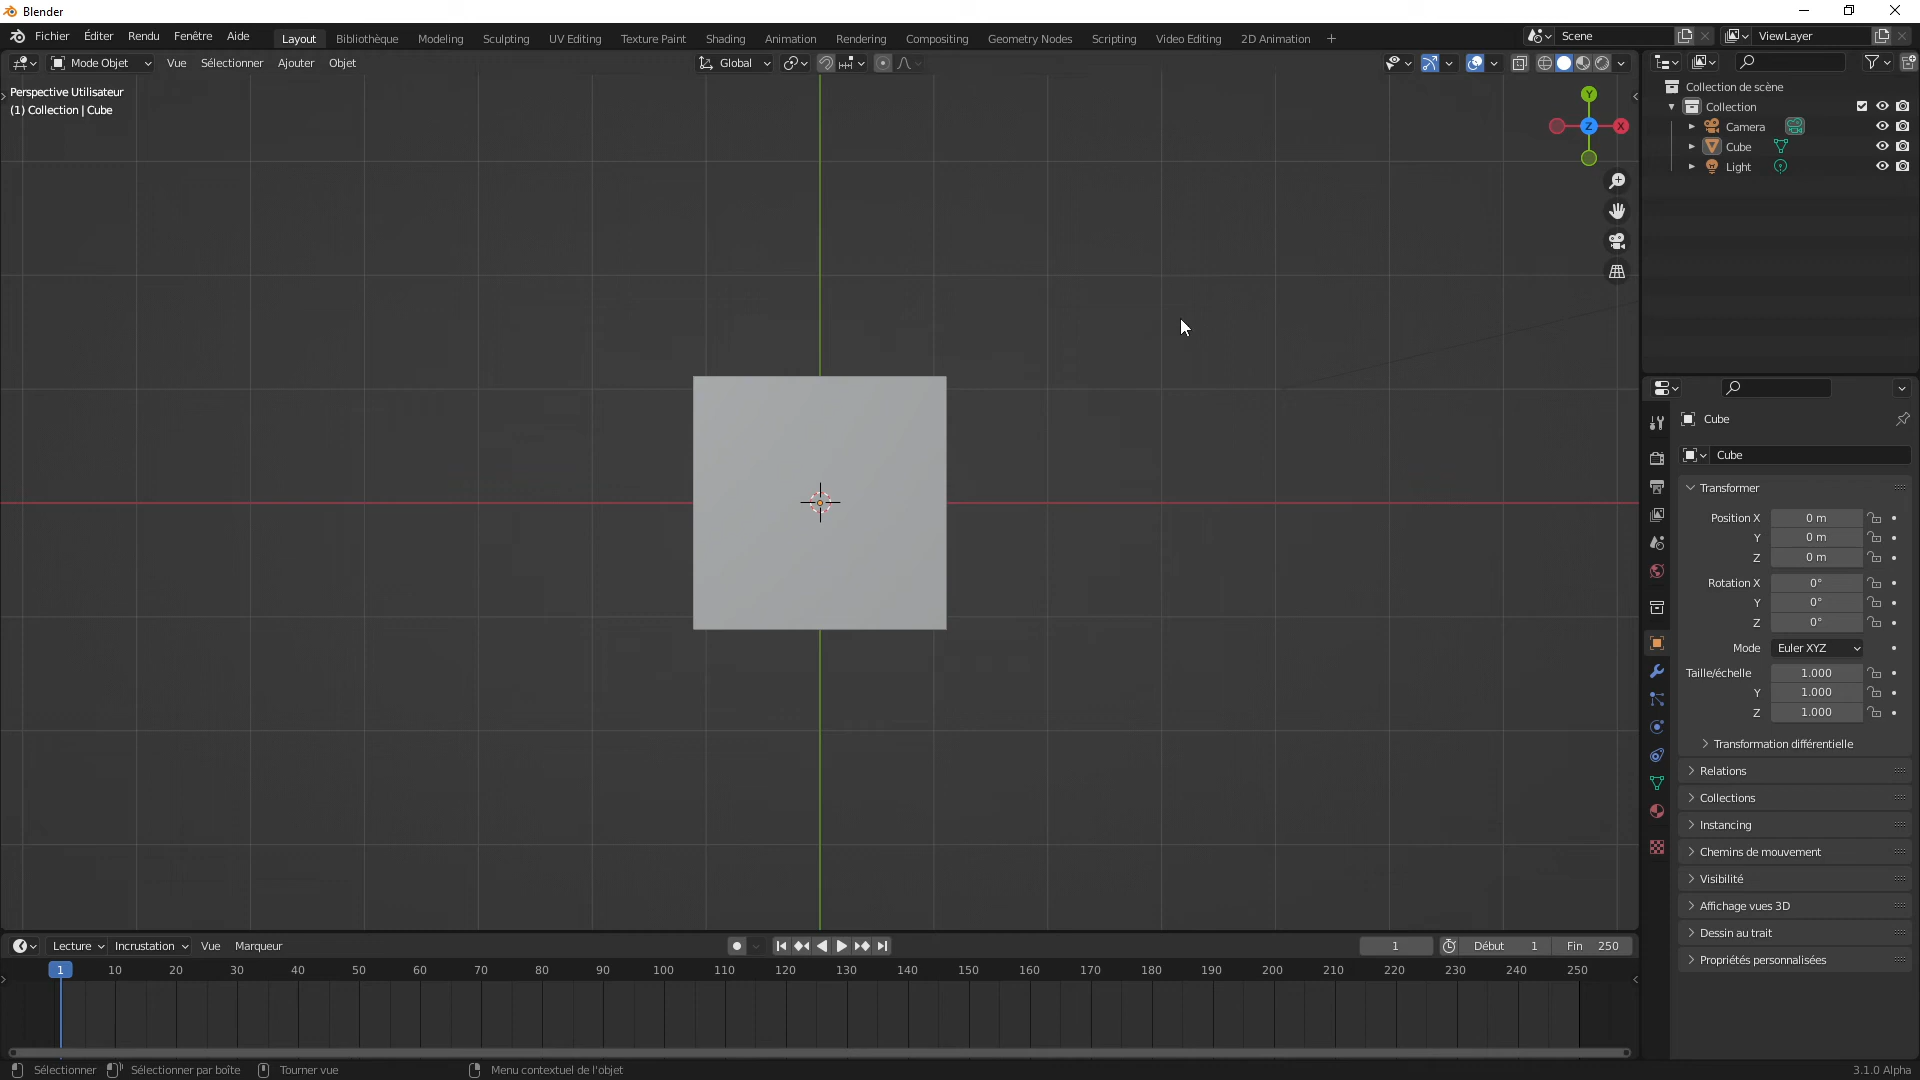 Blender
Fichier Éditer Rendu Fenêtre Aide Layout Bibliothèque Modeling Sculpting UV Editing Texture Paint Shading Animation Rendering Compositing Geometry Nodes Scripting Video Editing 2D Animation + Scene ViewLayer
Mode Objet Vue Sélectionner Ajouter Objet Global
Perspective Utilisateur
(1) Collection | Cube
Y
Z X
Collection de scène
Collection
Camera
Cube
Light
Cube
Cube
Transformer
Position X 0 m
Y 0 m
Z 0 m
Rotation X 0°
Y 0°
Z 0°
Mode Euler XYZ
Taille/échelle 1.000
Y 1.000
Z 1.000
Transformation différentielle
Relations
Collections
Instancing
Chemins de mouvement
Visibilité
Affichage vues 3D
Dessin au trait
Propriétés personnalisées
Lecture Incrustation Vue Marqueur 1 Début 1 Fin 250
1 10 20 30 40 50 60 70 80 90 100 110 120 130 140 150 160 170 180 190 200 210 220 230 240 250
Sélectionner Sélectionner par boîte Tourner vue Menu contextuel de l'objet 3.1.0 Alpha